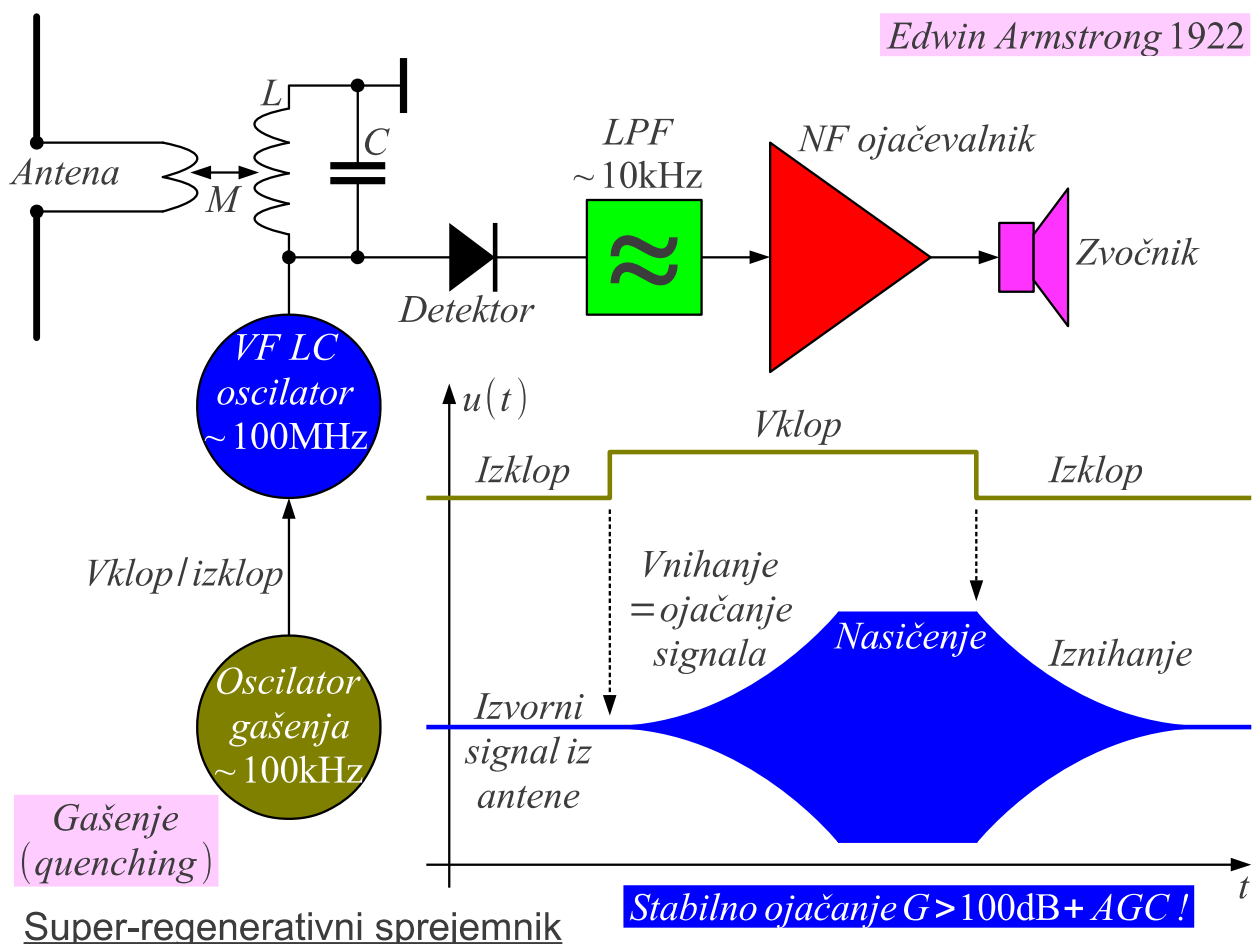 Edwin Armstrong 1922
L
C
Antena
M
LPF
~10kHz
NF ojačevalnik
Detektor
Zvočnik
VF LC
oscilator
~100MHz
Vklop/izklop
Oscilator
gašenja
~100kHz
Gašenje
(quenching)
u(t)
Izklop
Vklop
Izklop
Vnihanje
=ojačanje
signala
Nasičenje
Iznihanje
Izvorni
signal iz
antene
t
Stabilno ojačanje G>100dB+ AGC !
Super-regenerativni sprejemnik